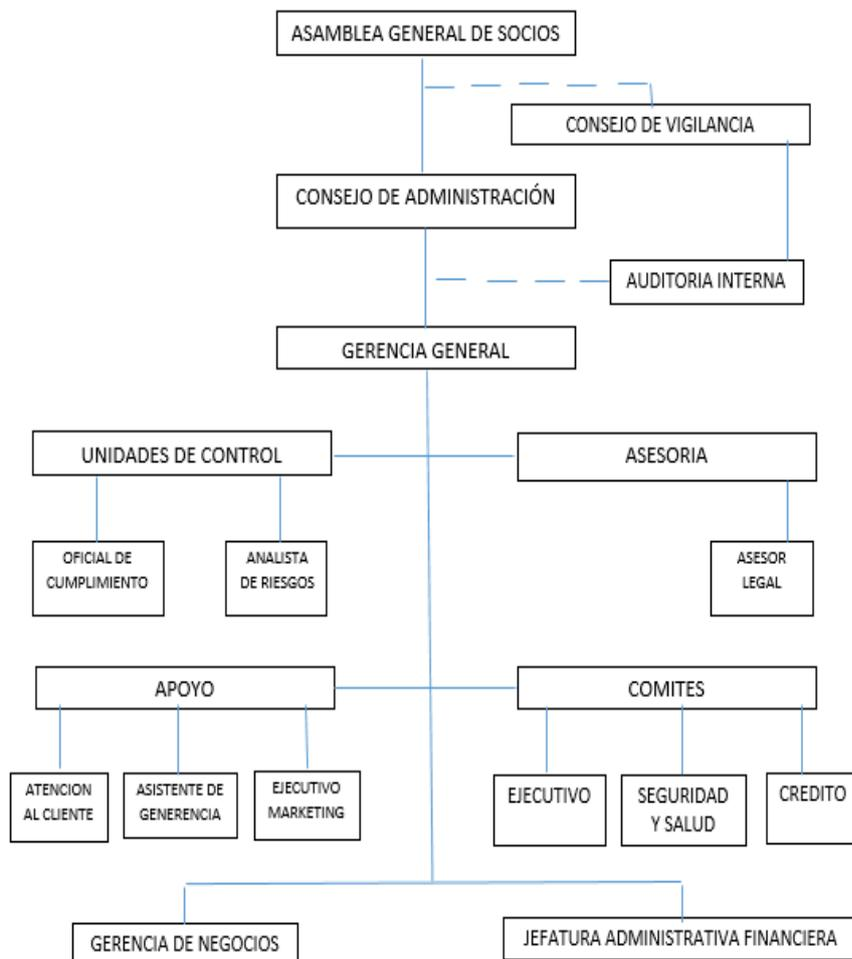 ASAMBLEA GENERAL DE SOCIOS
CONSEJO DE VIGILANCIA
CONSEJO DE ADMINISTRACIÓN
AUDITORIA INTERNA
GERENCIA GENERAL
UNIDADES DE CONTROL
ASESORIA
OFICIAL DE
CUMPLIMIENTO
ANALISTA
DE RIESGOS
ASESOR
LEGAL
APOYO
COMITES
ATENCION
AL CLIENTE
ASISTENTE DE
GENERENCIA
EJECUTIVO
MARKETING
EJECUTIVO
SEGURIDAD
Y SALUD
CREDITO
GERENCIA DE NEGOCIOS
JEFATURA ADMINISTRATIVA FINANCIERA